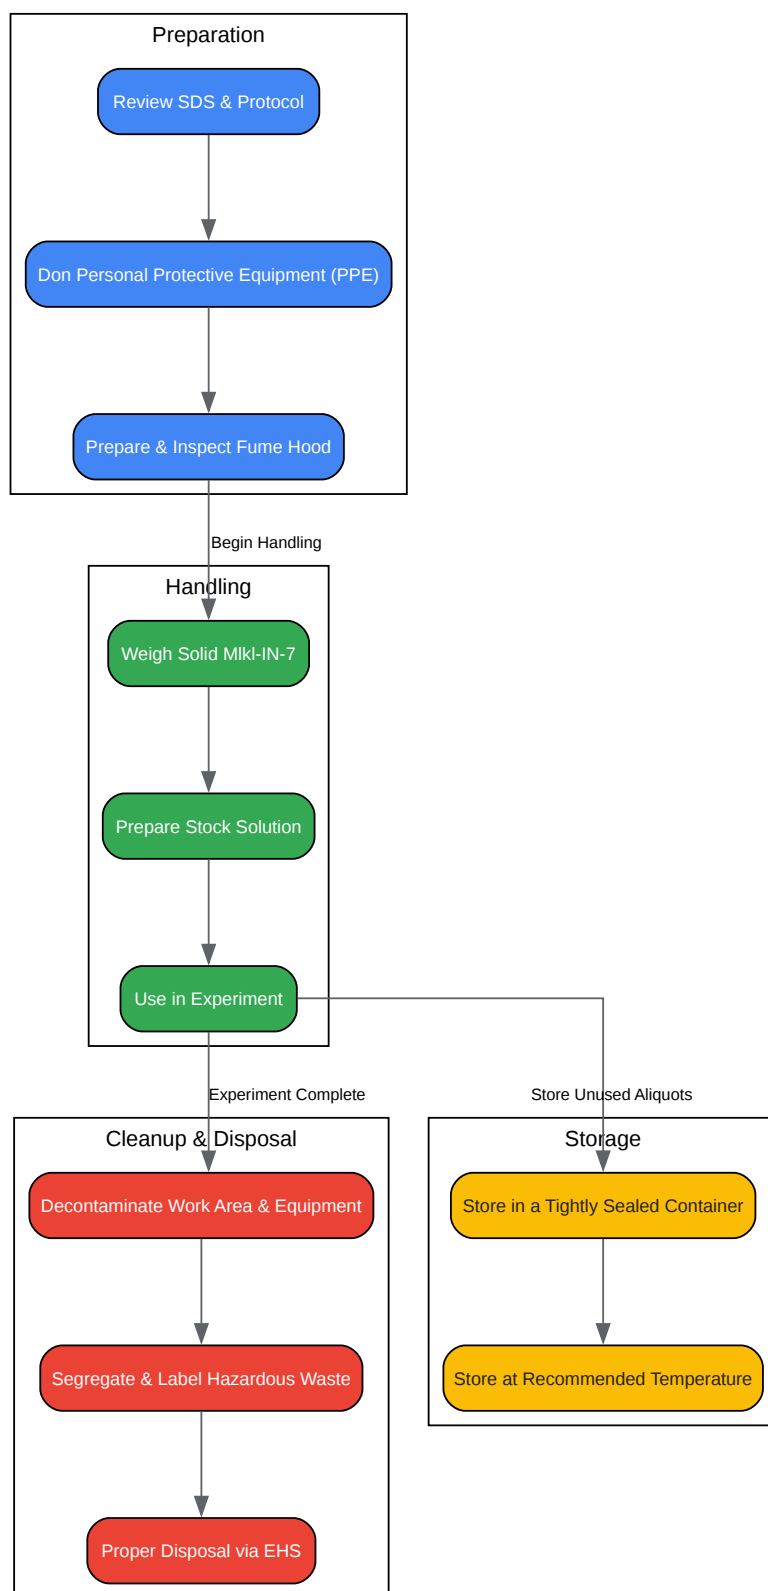 Preparation
Review SDS & Protocol
Don Personal Protective Equipment (PPE)
Prepare & Inspect Fume Hood
Begin Handling
Handling
Weigh Solid Mlkl-IN-7
Prepare Stock Solution
Use in Experiment
Experiment Complete
Store Unused Aliquots
Cleanup & Disposal
Storage
Decontaminate Work Area & Equipment
Store in a Tightly Sealed Container
Segregate & Label Hazardous Waste
Store at Recommended Temperature
Proper Disposal via EHS